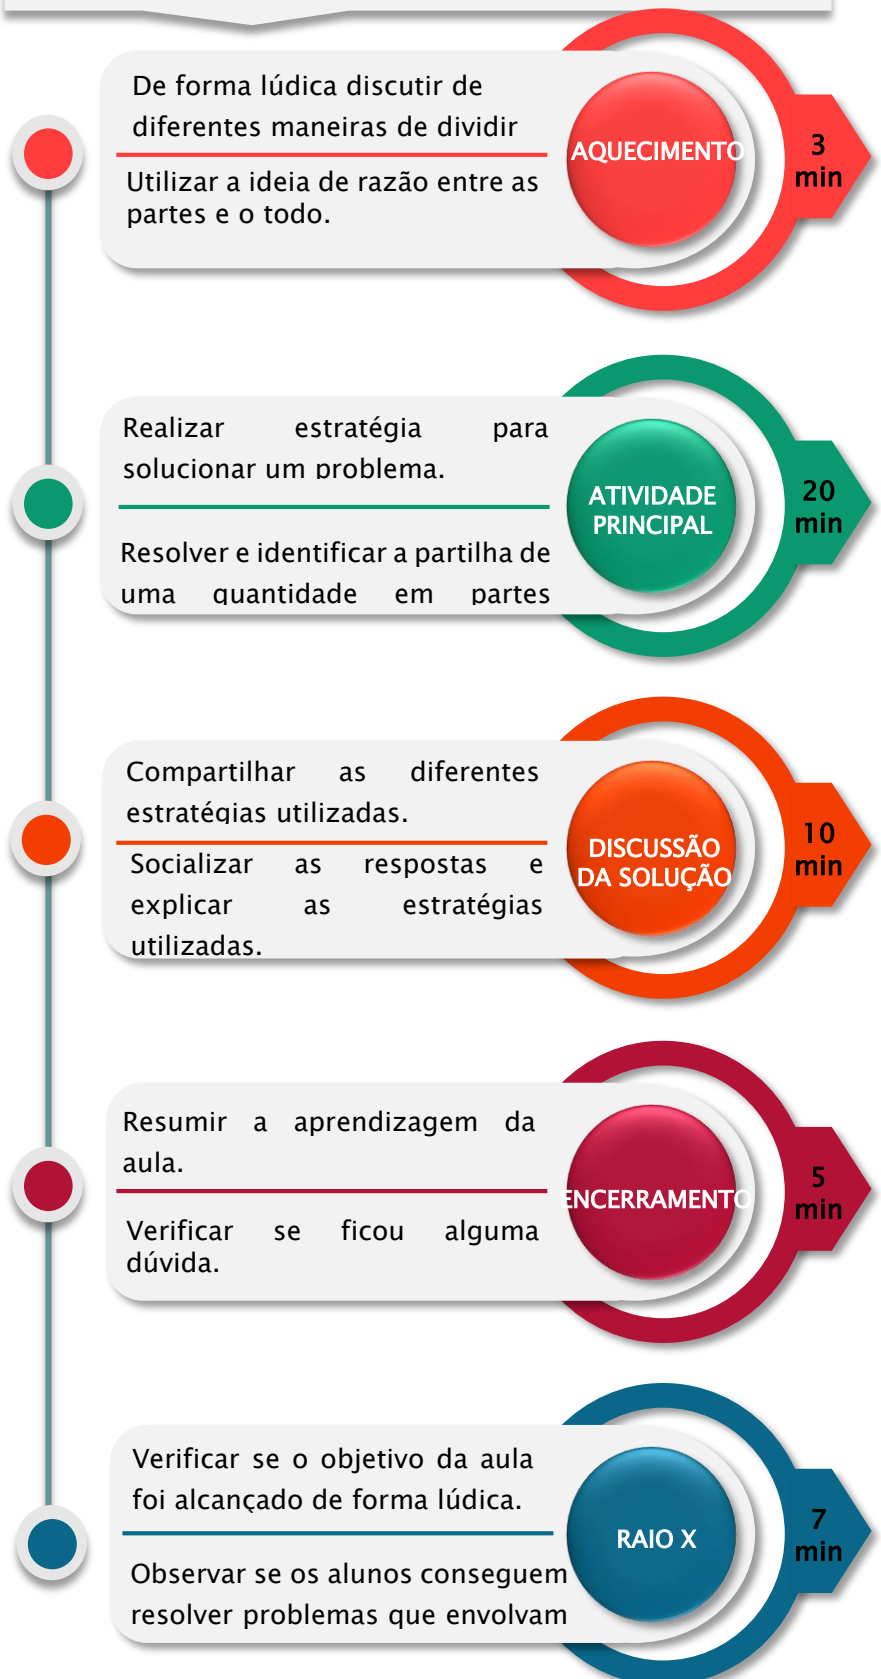 De forma lúdica discutir de
diferentes maneiras de dividir
Utilizar a ideia de razão entre as
partes e o todo.
AQUECIMENTO
3
min
Realizar estratégia para
solucionar um problema.
Resolver e identificar a partilha de
uma quantidade em partes
ATIVIDADE
PRINCIPAL
20
min
Compartilhar as diferentes
estratégias utilizadas.
Socializar as respostas e
explicar as estratégias
utilizadas.
DISCUSSÃO
DA SOLUÇÃO
10
min
Resumir a aprendizagem da
aula.
Verificar se ficou alguma
dúvida.
ENCERRAMENTO
5
min
Verificar se o objetivo da aula
foi alcançado de forma lúdica.
Observar se os alunos conseguem
resolver problemas que envolvam
RAIO X
7
min